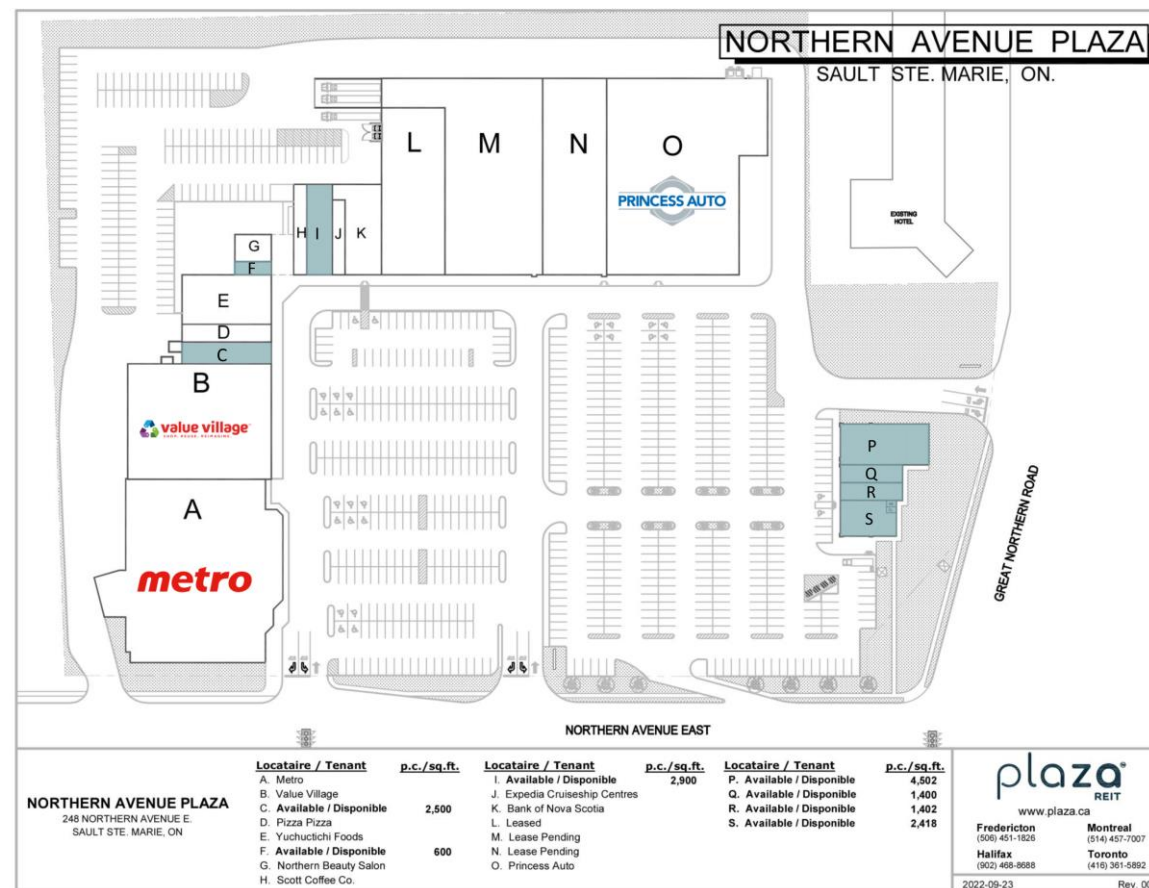 NORTHERN AVENUE PLAZA
SAULT STE. MARIE, ON.
L
M
N
O
PRINCESS AUTO
EXISTING
HOTEL
H
I
J
K
G
F
E
D
C
B
value village
SHOP. REUSE. REIMAGINE.
A
metro
P
Q
R
S
GREAT NORTHERN ROAD
NORTHERN AVENUE EAST
NORTHERN AVENUE PLAZA
248 NORTHERN AVENUE E.
SAULT STE. MARIE, ON
Locataire / Tenant p.c./sq.ft.
A. Metro
B. Value Village
C. Available / Disponible 2,500
D. Pizza Pizza
E. Yuchuctichi Foods
F. Available / Disponible 600
G. Northern Beauty Salon
H. Scott Coffee Co.
Locataire / Tenant p.c./sq.ft.
I. Available / Disponible 2,900
J. Expedia Cruiseship Centres
K. Bank of Nova Scotia
L. Leased
M. Lease Pending
N. Lease Pending
O. Princess Auto
Locataire / Tenant p.c./sq.ft.
P. Available / Disponible 4,502
Q. Available / Disponible 1,400
R. Available / Disponible 1,402
S. Available / Disponible 2,418
plaza
REIT
www.plaza.ca
Fredericton Montreal
(506) 451-1826 (514) 457-7007
Halifax Toronto
(902) 468-8688 (416) 361-5892
2022-09-23 Rev. 00